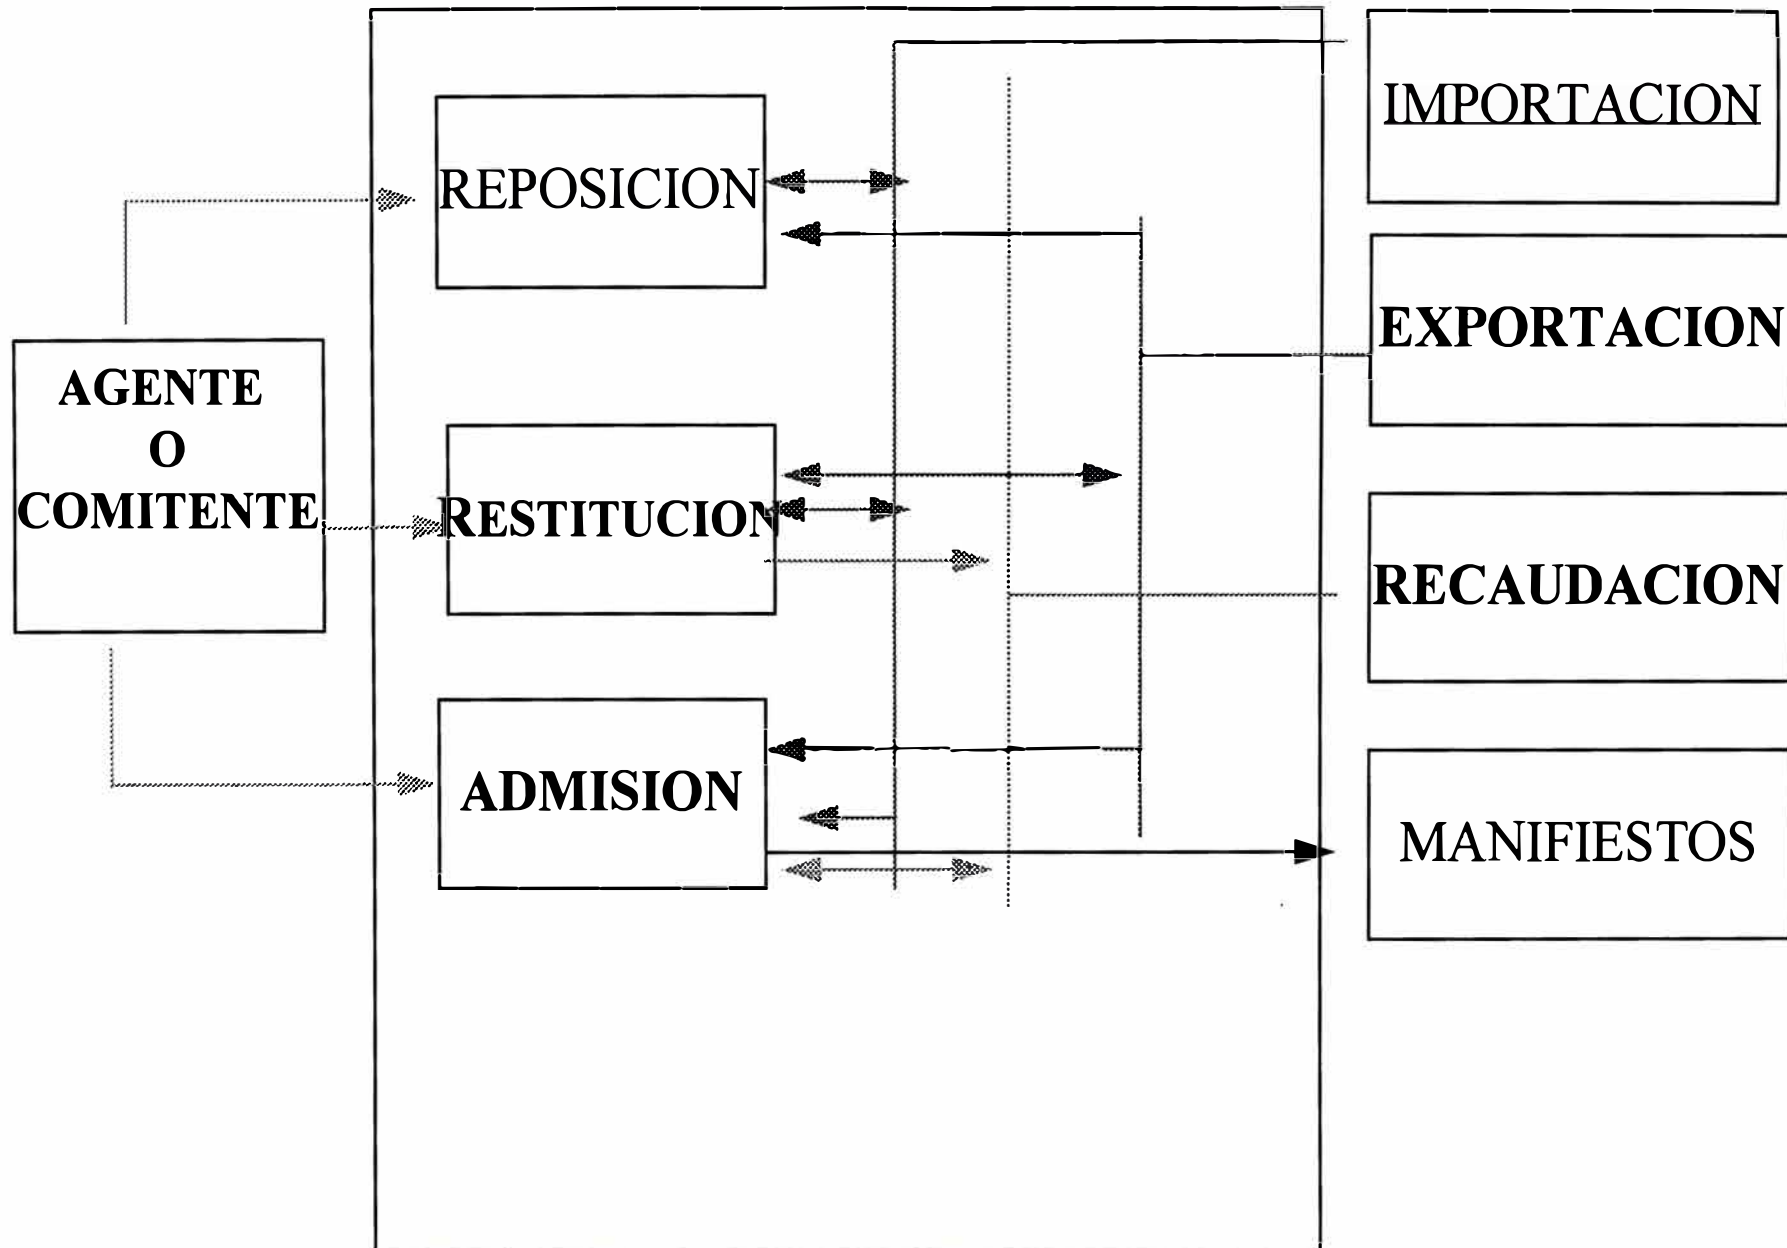 IMPORTACION
REPOSICION
EXPORTACION
AGENTE
O
COMITENTE
RESTITUCION
RECAUDACION
ADMISION
MANIFIESTOS